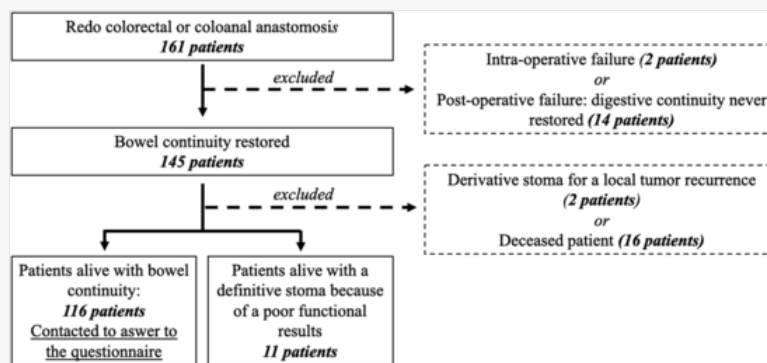 Redo colorectal or coloanal anastomosis
161 patients
excluded
Intra-operative failure (2 patients)
or
Post-operative failure: digestive continuity never
restored (14 patients)
Bowel continuity restored
145 patients
excluded
Derivative stoma for a local tumor recurrence
(2 patients)
or
Deceased patient (16 patients)
Patients alive with bowel
continuity:
116 patients
Contacted to aswer to
the questionnaire
Patients alive with a
definitive stoma because
of a poor functional
results
11 patients